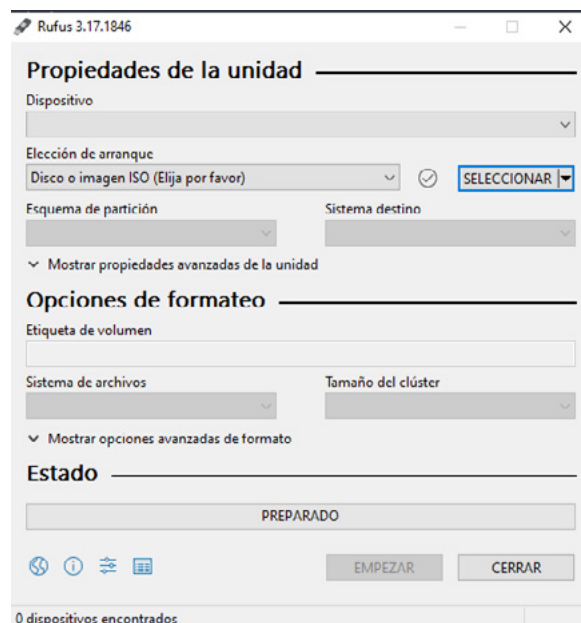 Rufus 3.17.1846
Propiedades de la unidad
Dispositivo
Elección de arranque
Disco o imagen ISO (Elija por favor)
SELECCIONAR
Esquema de partición
Sistema destino
Mostrar propiedades avanzadas de la unidad
Opciones de formateo
Etiqueta de volumen
Sistema de archivos
Tamaño del clúster
Mostrar opciones avanzadas de formato
Estado
PREPARADO
EMPEZAR
CERRAR
0 dispositivos encontrados